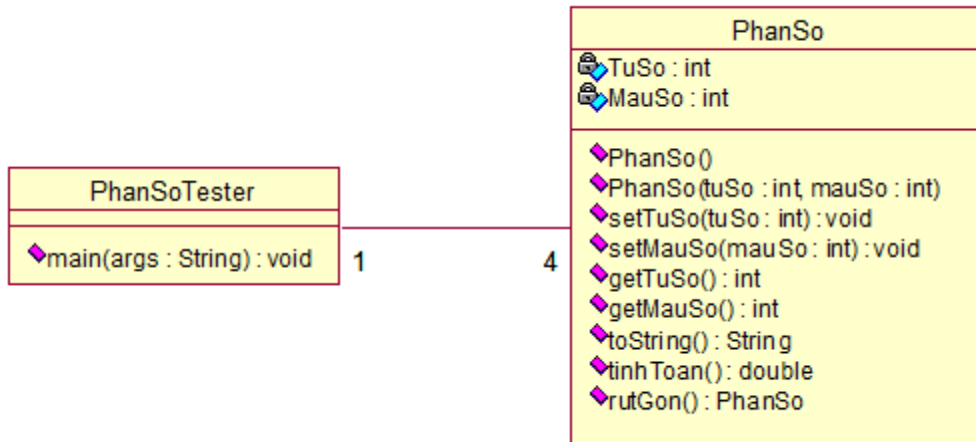 PhanSo
TuSo : int
MauSo : int
PhanSo()
PhanSo(tuSo : int, mauSo : int)
setTuSo(tuSo : int) : void
setMauSo(mauSo : int) : void
getTuSo() : int
getMauSo() : int
toString() : String
tinhToan() : double
rutGon() : PhanSo
PhanSoTester
main(args : String) : void
1
4